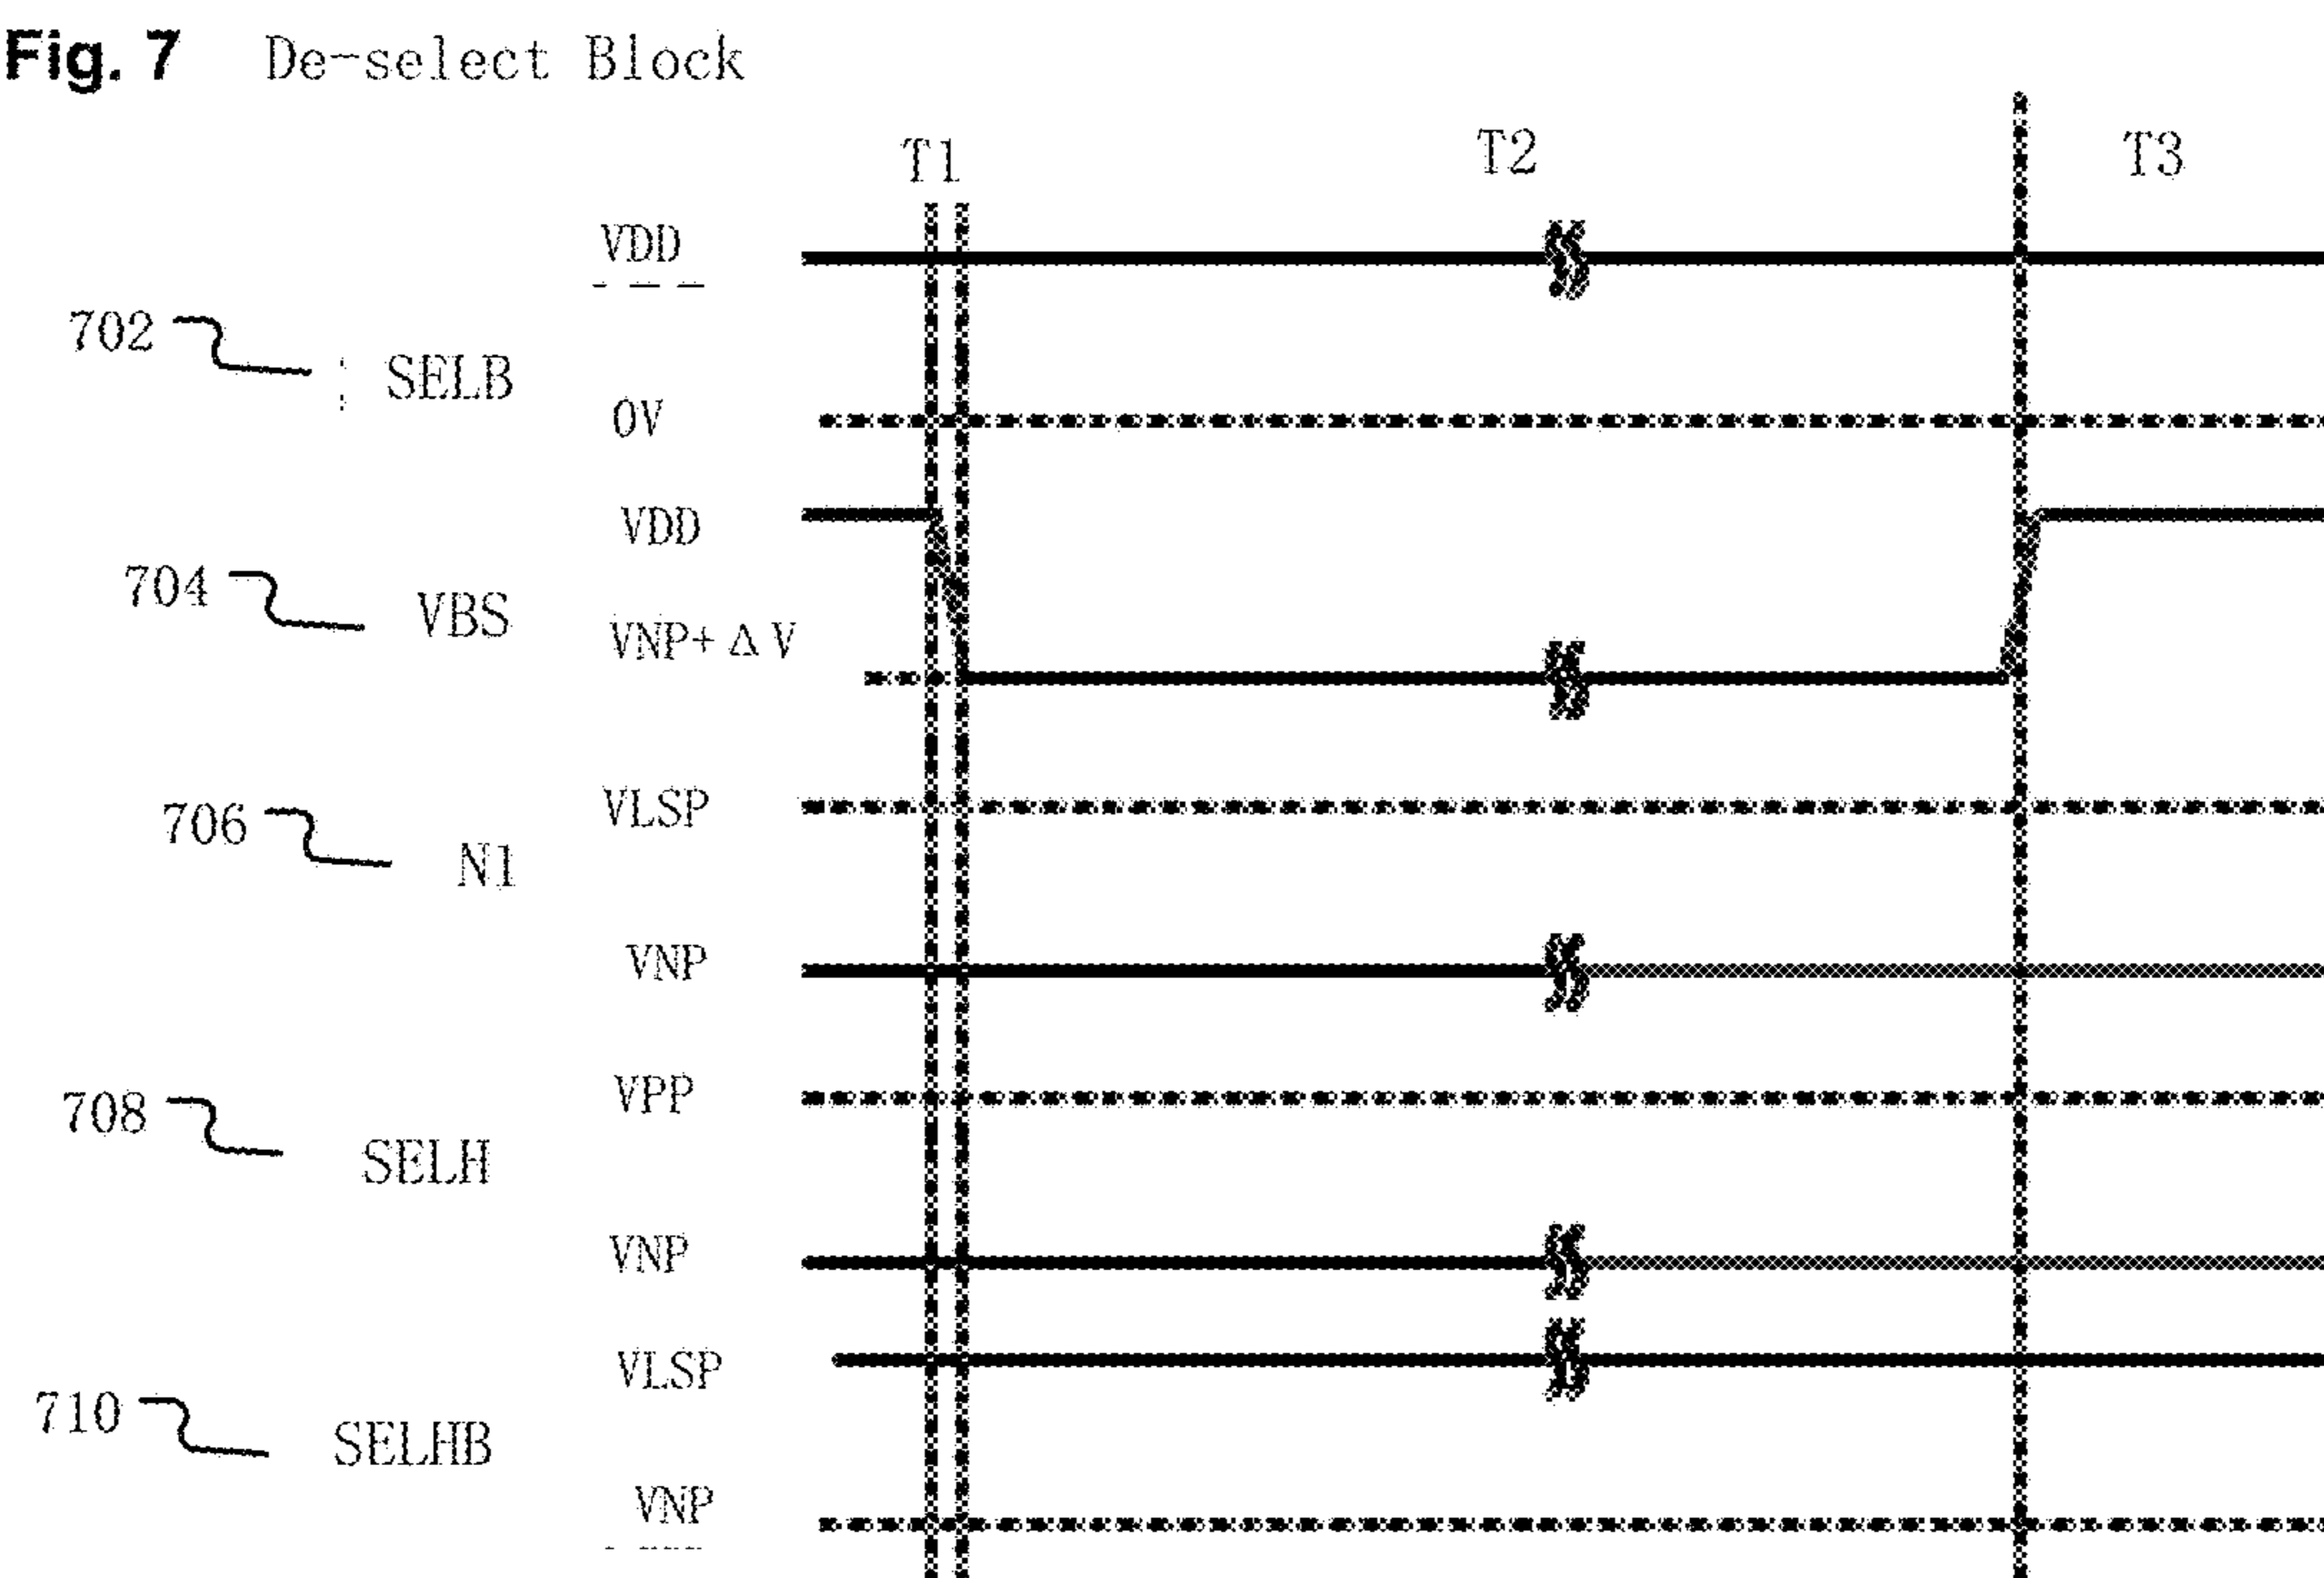 Fig. 7 De-select Block
T1 T2 T3
VDD
702 SELB
0V
VDD
704 VBS
VNP+ΔV
VLSP
706 N1
VNP
VPP
708 SELH
VNP
VLSP
710 SELHB
VNP